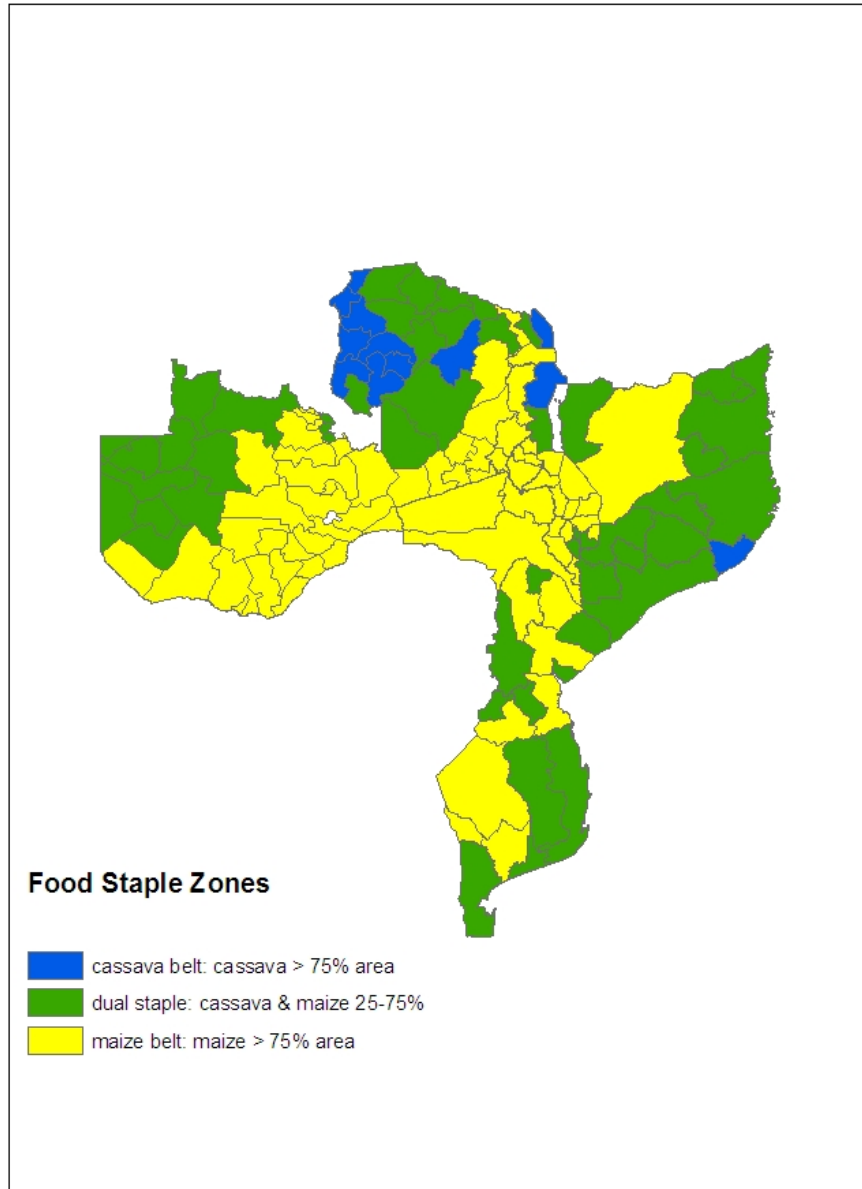 Food Staple Zones
cassava belt: cassava > 75% area
dual staple: cassava & maize 25-75%
maize belt: maize > 75% area